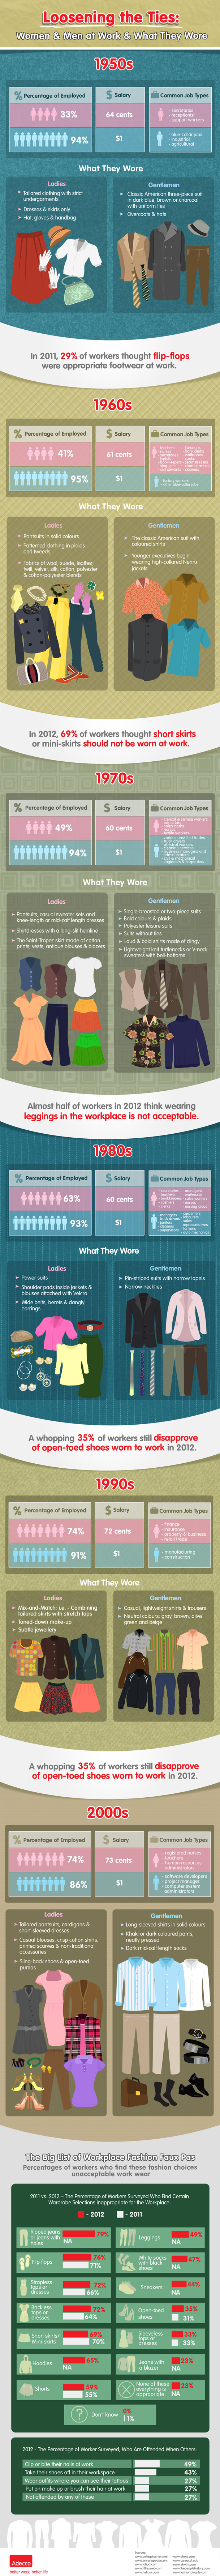 Loosening the Ties:
Women & Men at Work & What They Wore
1950s
% Percentage of Employed
$ Salary
Common Job Types
33%
64 cents
- secretaries
- receptionist
- support workers
94%
$1
- blue collar jobs
- industrial
- agricultural
What They Wore
Ladies
Tailored clothing with strict
undergarments
Dresses & skirts only
Hat, gloves & handbag
Gentlemen
Classic American three-piece suit
in dark blue, brown or charcoal
with uniform ties
Overcoats & hats
In 2011, 29% of workers thought flip-flops
were appropriate footwear at work.
1960s
% Percentage of Employed
$ Salary
Common Job Types
41%
61 cents
95%
$1
What They Wore
Ladies
Pantsuits in solid colours.
Patterned clothing in plaids
and tweeds
Fabrics of wool, suede, leather,
twill, velvet, silk, cotton, polyester
& cotton-polyester blends
Gentlemen
The classic American suit with
coloured shirts
Younger executives begin
wearing high-collared Nehru
jackets
In 2012, 69% of workers thought short skirts
or mini-skirts should not be worn at work.
1970s
% Percentage of Employed
$ Salary
Common Job Types
49%
60 cents
94%
$1
What They Wore
Ladies
Pantsuits, casual sweater sets and
knee-length or mid-calf length dresses
Shirtdresses with a long slit hemline
The Saint-Tropez skirt made of cotton
prints, vests, antique blouses & blazers
Gentlemen
Single-breasted or two-piece suits
Bold colours & plaids
Polyester leisure suits
Suits without ties
Loud & bold shirts made of clingy
Lightweight knit turtlenecks or V-neck
sweaters with bell-bottoms
Almost half of workers in 2012 think wearing
leggings in the workplace is not acceptable.
1980s
% Percentage of Employed
$ Salary
Common Job Types
63%
60 cents
93%
$1
What They Wore
Ladies
Power suits
Shoulder pads inside jackets &
blouses attached with Velcro
Wide belts, berets & dangly
earrings
Gentlemen
Pin-striped suits with narrow lapels
Narrow neckties
A whopping 35% of workers still disapprove
of open-toed shoes worn to work in 2012.
1990s
% Percentage of Employed
$ Salary
Common Job Types
74%
72 cents
- finance
- insurance
- property & business
- retail trade
91%
$1
- manufacturing
- construction
What They Wore
Ladies
Mix-and-Match: i.e. - Combining
tailored skirts with stretch tops
Toned-down make-up
Subtle jewellery
Gentlemen
Casual, lightweight shirts & trousers
Neutral colours: gray, brown, olive
green and beige
A whopping 35% of workers still disapprove
of open-toed shoes worn to work in 2012.
2000s
% Percentage of Employed
$ Salary
Common Job Types
74%
73 cents
- registered nurses
- teachers
- human resources
administrators
86%
$1
- software developers
- project manager
- computer system
administrators
Ladies
Tailored pantsuits, cardigans &
short-sleeved dresses
Casual blouses, crisp cotton shirts,
printed scarves & non-traditional
accessories
Sling-back shoes & open-toed
pumps
Gentlemen
Long-sleeved shirts in solid colours
Khaki or dark coloured pants,
neatly pressed
Dark mid-calf length socks
The Big List of Workplace Fashion Faux Pas
Percentages of workers who find these fashion choices
unacceptable work wear
2011 vs. 2012 – The Percentage of Workers Surveyed Who Find Certain
Wardrobe Selections Inappropriate for the Workplace:
- 2012 - 2011
Ripped jeans
or jeans with
holes
79%
NA
Leggings
49%
NA
Flip flops
76%
71%
White socks
with black
shoes
47%
NA
Strapless
tops or
dresses
72%
66%
Sneakers
44%
NA
Backless
tops or
dresses
72%
64%
Open-toed
shoes
35%
31%
Short skirts/
Mini skirts
69%
70%
Sleeveless
tops or
dresses
33%
33%
Hoodies
65%
NA
Jeans with
a blazer
23%
NA
Shorts
59%
55%
None of these
everything is
appropriate
23%
NA
Don't know
0%
1%
2012 - The Percentage of Worker Surveyed, Who Are Offended When Others:
Clip or bite their nails at work 49%
Take their shoes off in their workspace 43%
Wear outfits where you can see their tattoos 27%
Put on make up or brush their hair at work 27%
Not offended by any of these 27%
Adecco
better work, better life
Sources: